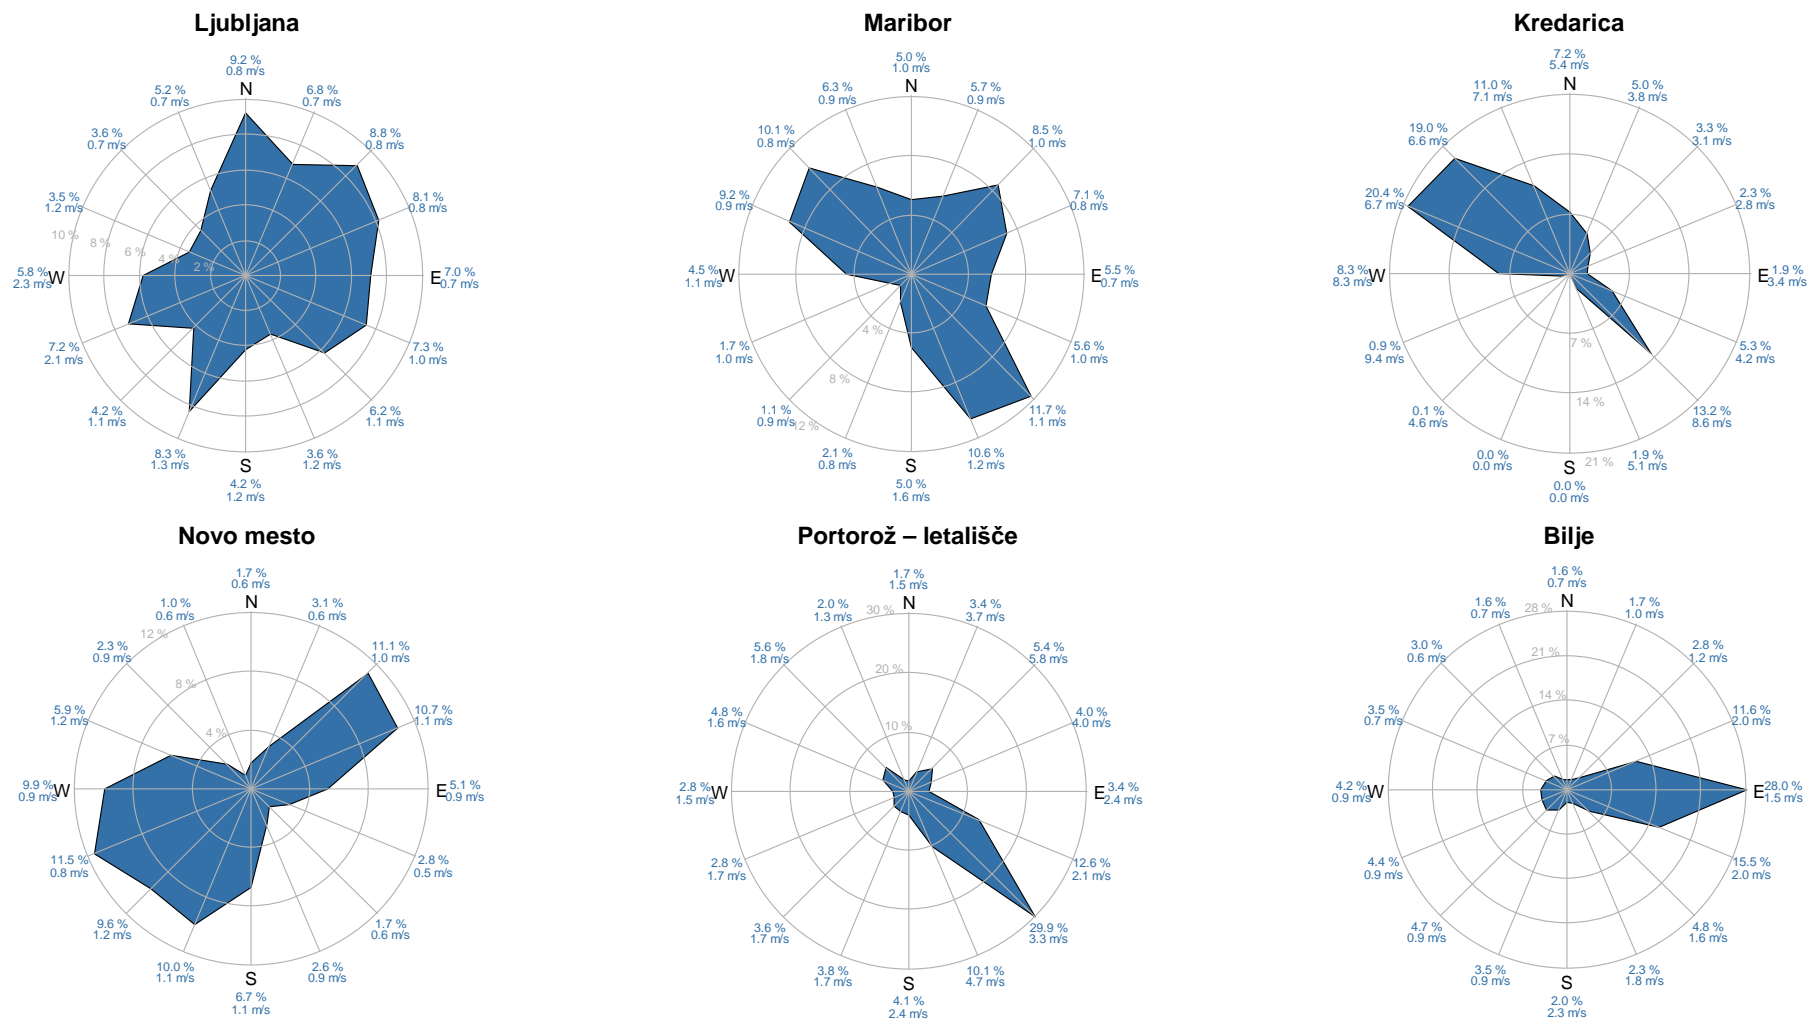 Ljubljana
9.2 %
0.8 m/s
N
5.2 %
0.7 m/s
6.8 %
0.7 m/s
3.6 %
0.7 m/s
8.8 %
0.8 m/s
3.5 %
1.2 m/s
8.1 %
0.8 m/s
10 %
8 %
6 %
4 %
2 %
5.8 %
2.3 m/s
W
E
7.0 %
0.7 m/s
7.2 %
2.1 m/s
7.3 %
1.0 m/s
4.2 %
1.1 m/s
6.2 %
1.1 m/s
8.3 %
1.3 m/s
3.6 %
1.2 m/s
S
4.2 %
1.2 m/s
Maribor
5.0 %
1.0 m/s
N
6.3 %
0.9 m/s
5.7 %
0.9 m/s
10.1 %
0.8 m/s
8.5 %
1.0 m/s
9.2 %
0.9 m/s
7.1 %
0.8 m/s
4.5 %
1.1 m/s
W
E
5.5 %
0.7 m/s
4 %
8 %
12 %
1.7 %
1.0 m/s
5.6 %
1.0 m/s
1.1 %
0.9 m/s
11.7 %
1.1 m/s
2.1 %
0.8 m/s
10.6 %
1.2 m/s
S
5.0 %
1.6 m/s
Kredarica
7.2 %
5.4 m/s
N
11.0 %
7.1 m/s
5.0 %
3.8 m/s
19.0 %
6.6 m/s
3.3 %
3.1 m/s
20.4 %
6.7 m/s
2.3 %
2.8 m/s
8.3 %
8.3 m/s
W
E
1.9 %
3.4 m/s
7 %
14 %
21 %
0.9 %
9.4 m/s
5.3 %
4.2 m/s
0.1 %
4.6 m/s
13.2 %
8.6 m/s
0.0 %
0.0 m/s
1.9 %
5.1 m/s
S
0.0 %
0.0 m/s
Novo mesto
1.7 %
0.6 m/s
N
1.0 %
0.6 m/s
3.1 %
0.6 m/s
12 %
8 %
4 %
2.3 %
0.9 m/s
11.1 %
1.0 m/s
5.9 %
1.2 m/s
10.7 %
1.1 m/s
9.9 %
0.9 m/s
W
E
5.1 %
0.9 m/s
11.5 %
0.8 m/s
2.8 %
0.5 m/s
9.6 %
1.2 m/s
1.7 %
0.6 m/s
10.0 %
1.1 m/s
2.6 %
0.9 m/s
S
6.7 %
1.1 m/s
Portorož – letališče
1.7 %
1.5 m/s
N
2.0 %
1.3 m/s
3.4 %
3.7 m/s
30 %
20 %
10 %
5.6 %
1.8 m/s
5.4 %
5.8 m/s
4.8 %
1.6 m/s
4.0 %
4.0 m/s
2.8 %
1.5 m/s
W
E
3.4 %
2.4 m/s
2.8 %
1.7 m/s
12.6 %
2.1 m/s
3.6 %
1.7 m/s
29.9 %
3.3 m/s
3.8 %
1.7 m/s
10.1 %
4.7 m/s
S
4.1 %
2.4 m/s
Bilje
1.6 %
0.7 m/s
N
1.6 %
0.7 m/s
1.7 %
1.0 m/s
28 %
21 %
14 %
7 %
3.0 %
0.6 m/s
2.8 %
1.2 m/s
3.5 %
0.7 m/s
11.6 %
2.0 m/s
4.2 %
0.9 m/s
W
E
28.0 %
1.5 m/s
4.4 %
0.9 m/s
15.5 %
2.0 m/s
4.7 %
0.9 m/s
4.8 %
1.6 m/s
3.5 %
0.9 m/s
2.3 %
1.8 m/s
S
2.0 %
2.3 m/s